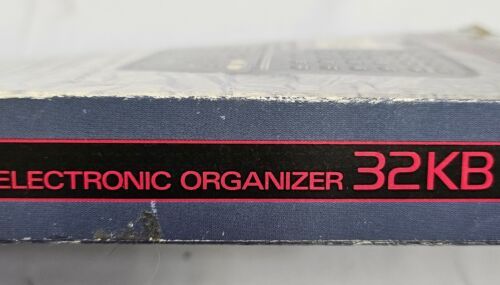 ELECTRONIC ORGANIZER 32KB